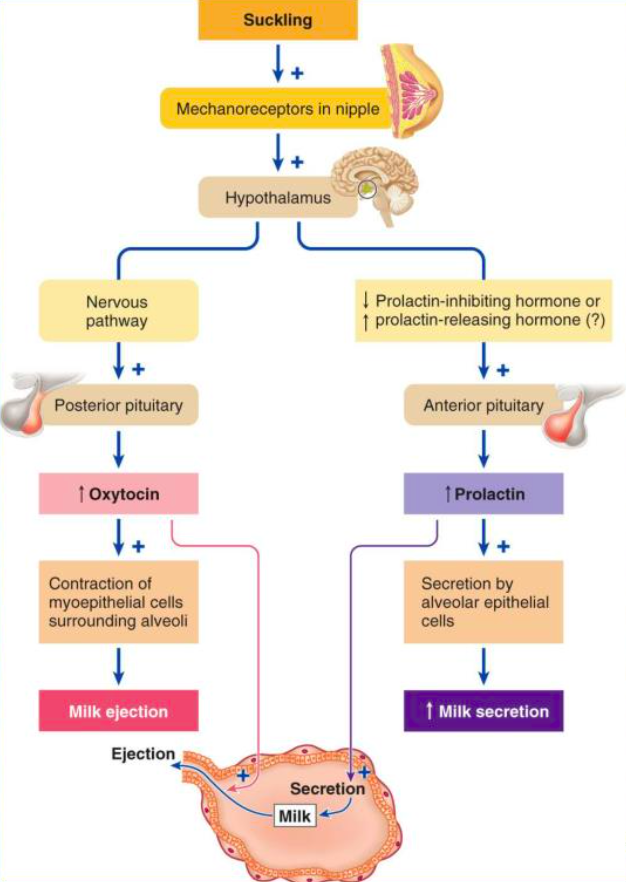 Suckling
+
Mechanoreceptors in nipple
+
Hypothalamus
Nervous
pathway
↓ Prolactin-inhibiting hormone or
↑ prolactin-releasing hormone (?)
+
+
Posterior pituitary
Anterior pituitary
↑ Oxytocin
↑ Prolactin
+
+
Contraction of
myoepithelial cells
surrounding alveoli
Secretion by
alveolar epithelial
cells
Milk ejection
↑ Milk secretion
Ejection
+
+
Secretion
Milk